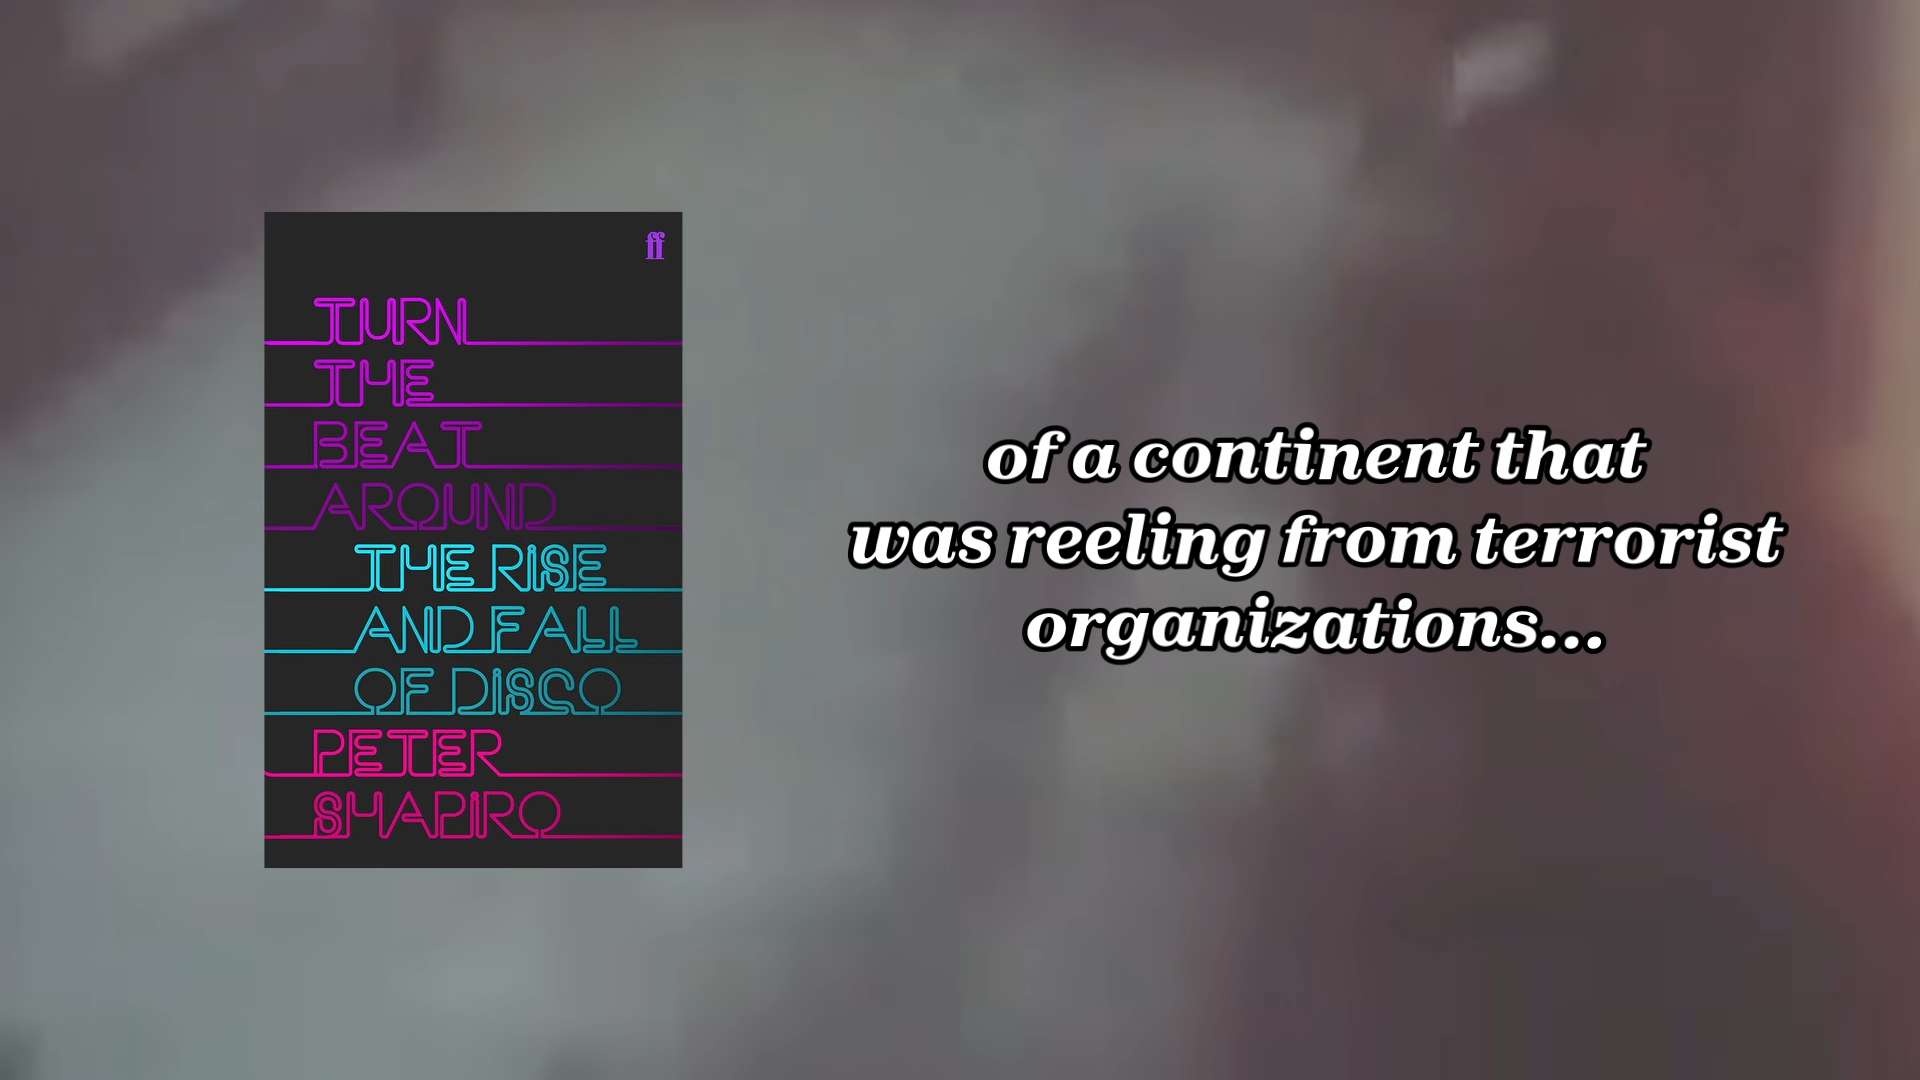 ff
TURN
THE
BEAT
AROUND
THE RiSE
AND FALL
OF DiSCO
PETER
SHAPiRO
of a continent that
was reeling from terrorist
organizations...